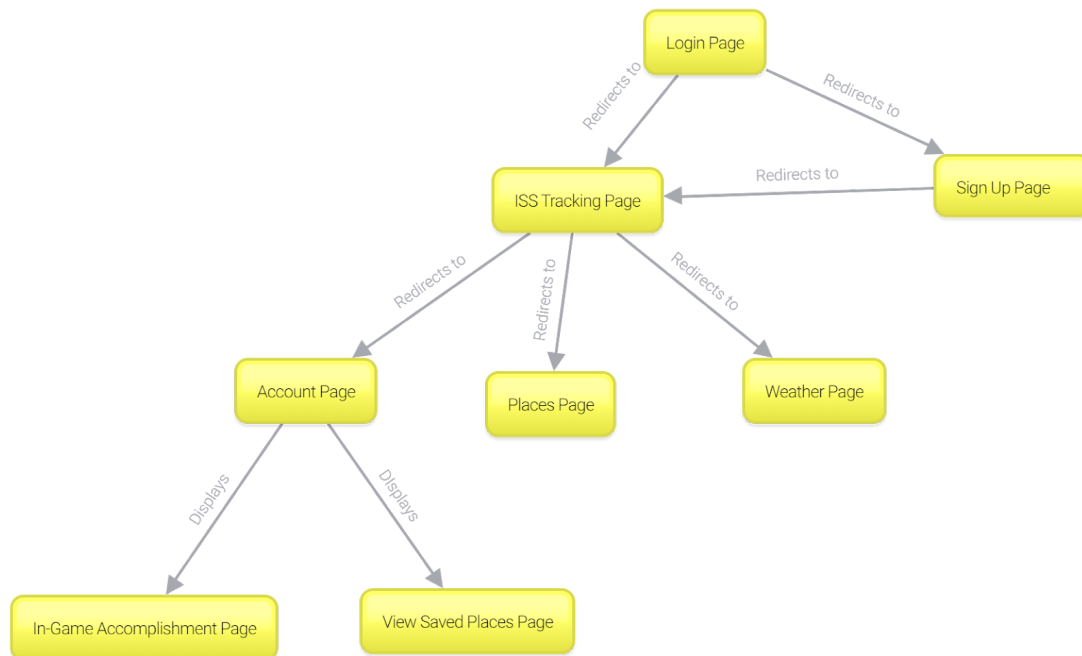 Login Page
Redirects to
Redirects to
Sign Up Page
Redirects to
ISS Tracking Page
Redirects to
Redirects to
Redirects to
Account Page
Places Page
Weather Page
Displays
DIsplays
In-Game Accomplishment Page
View Saved Places Page